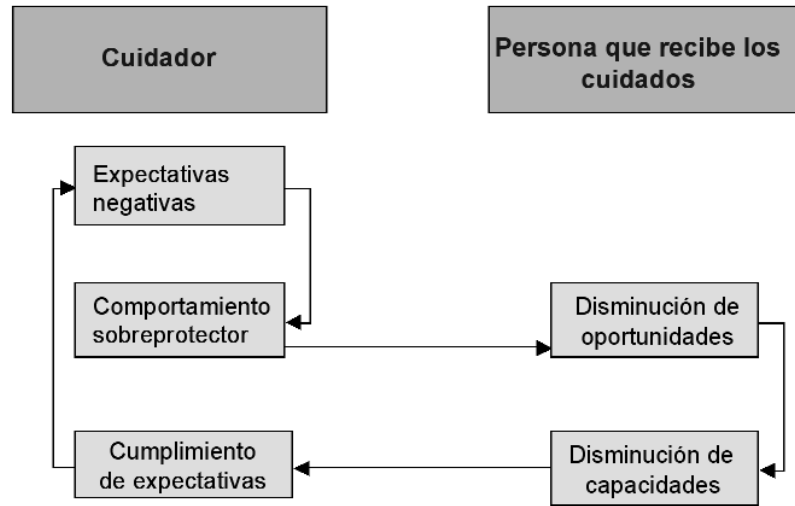 Cuidador
Persona que recibe los
cuidados
Expectativas
negativas
Comportamiento
sobreprotector
Disminución de
oportunidades
Cumplimiento
de expectativas
Disminución de
capacidades